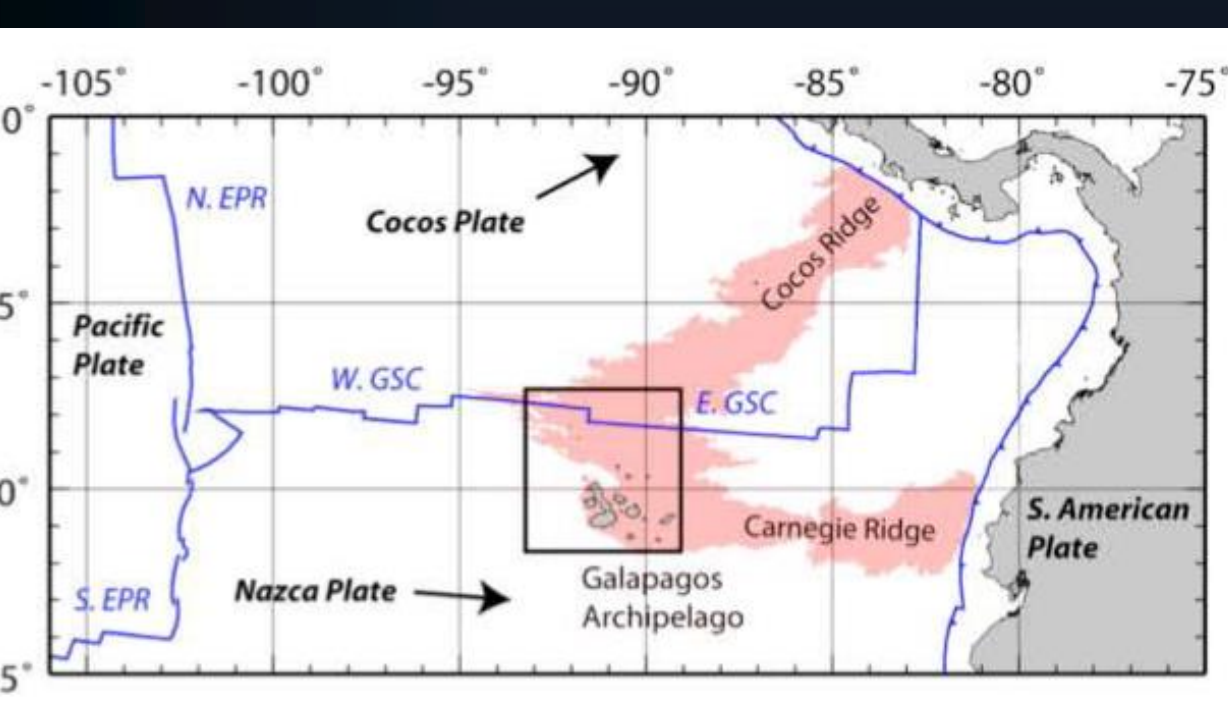 -105° -100° -95° -90° -85° -80° -75°
0°
N. EPR
Cocos Plate
Cocos Ridge
5°
Pacific
Plate
W. GSC
E. GSC
0°
Carnegie Ridge
S. American
Plate
S. EPR
Nazca Plate
Galapagos
Archipelago
5°